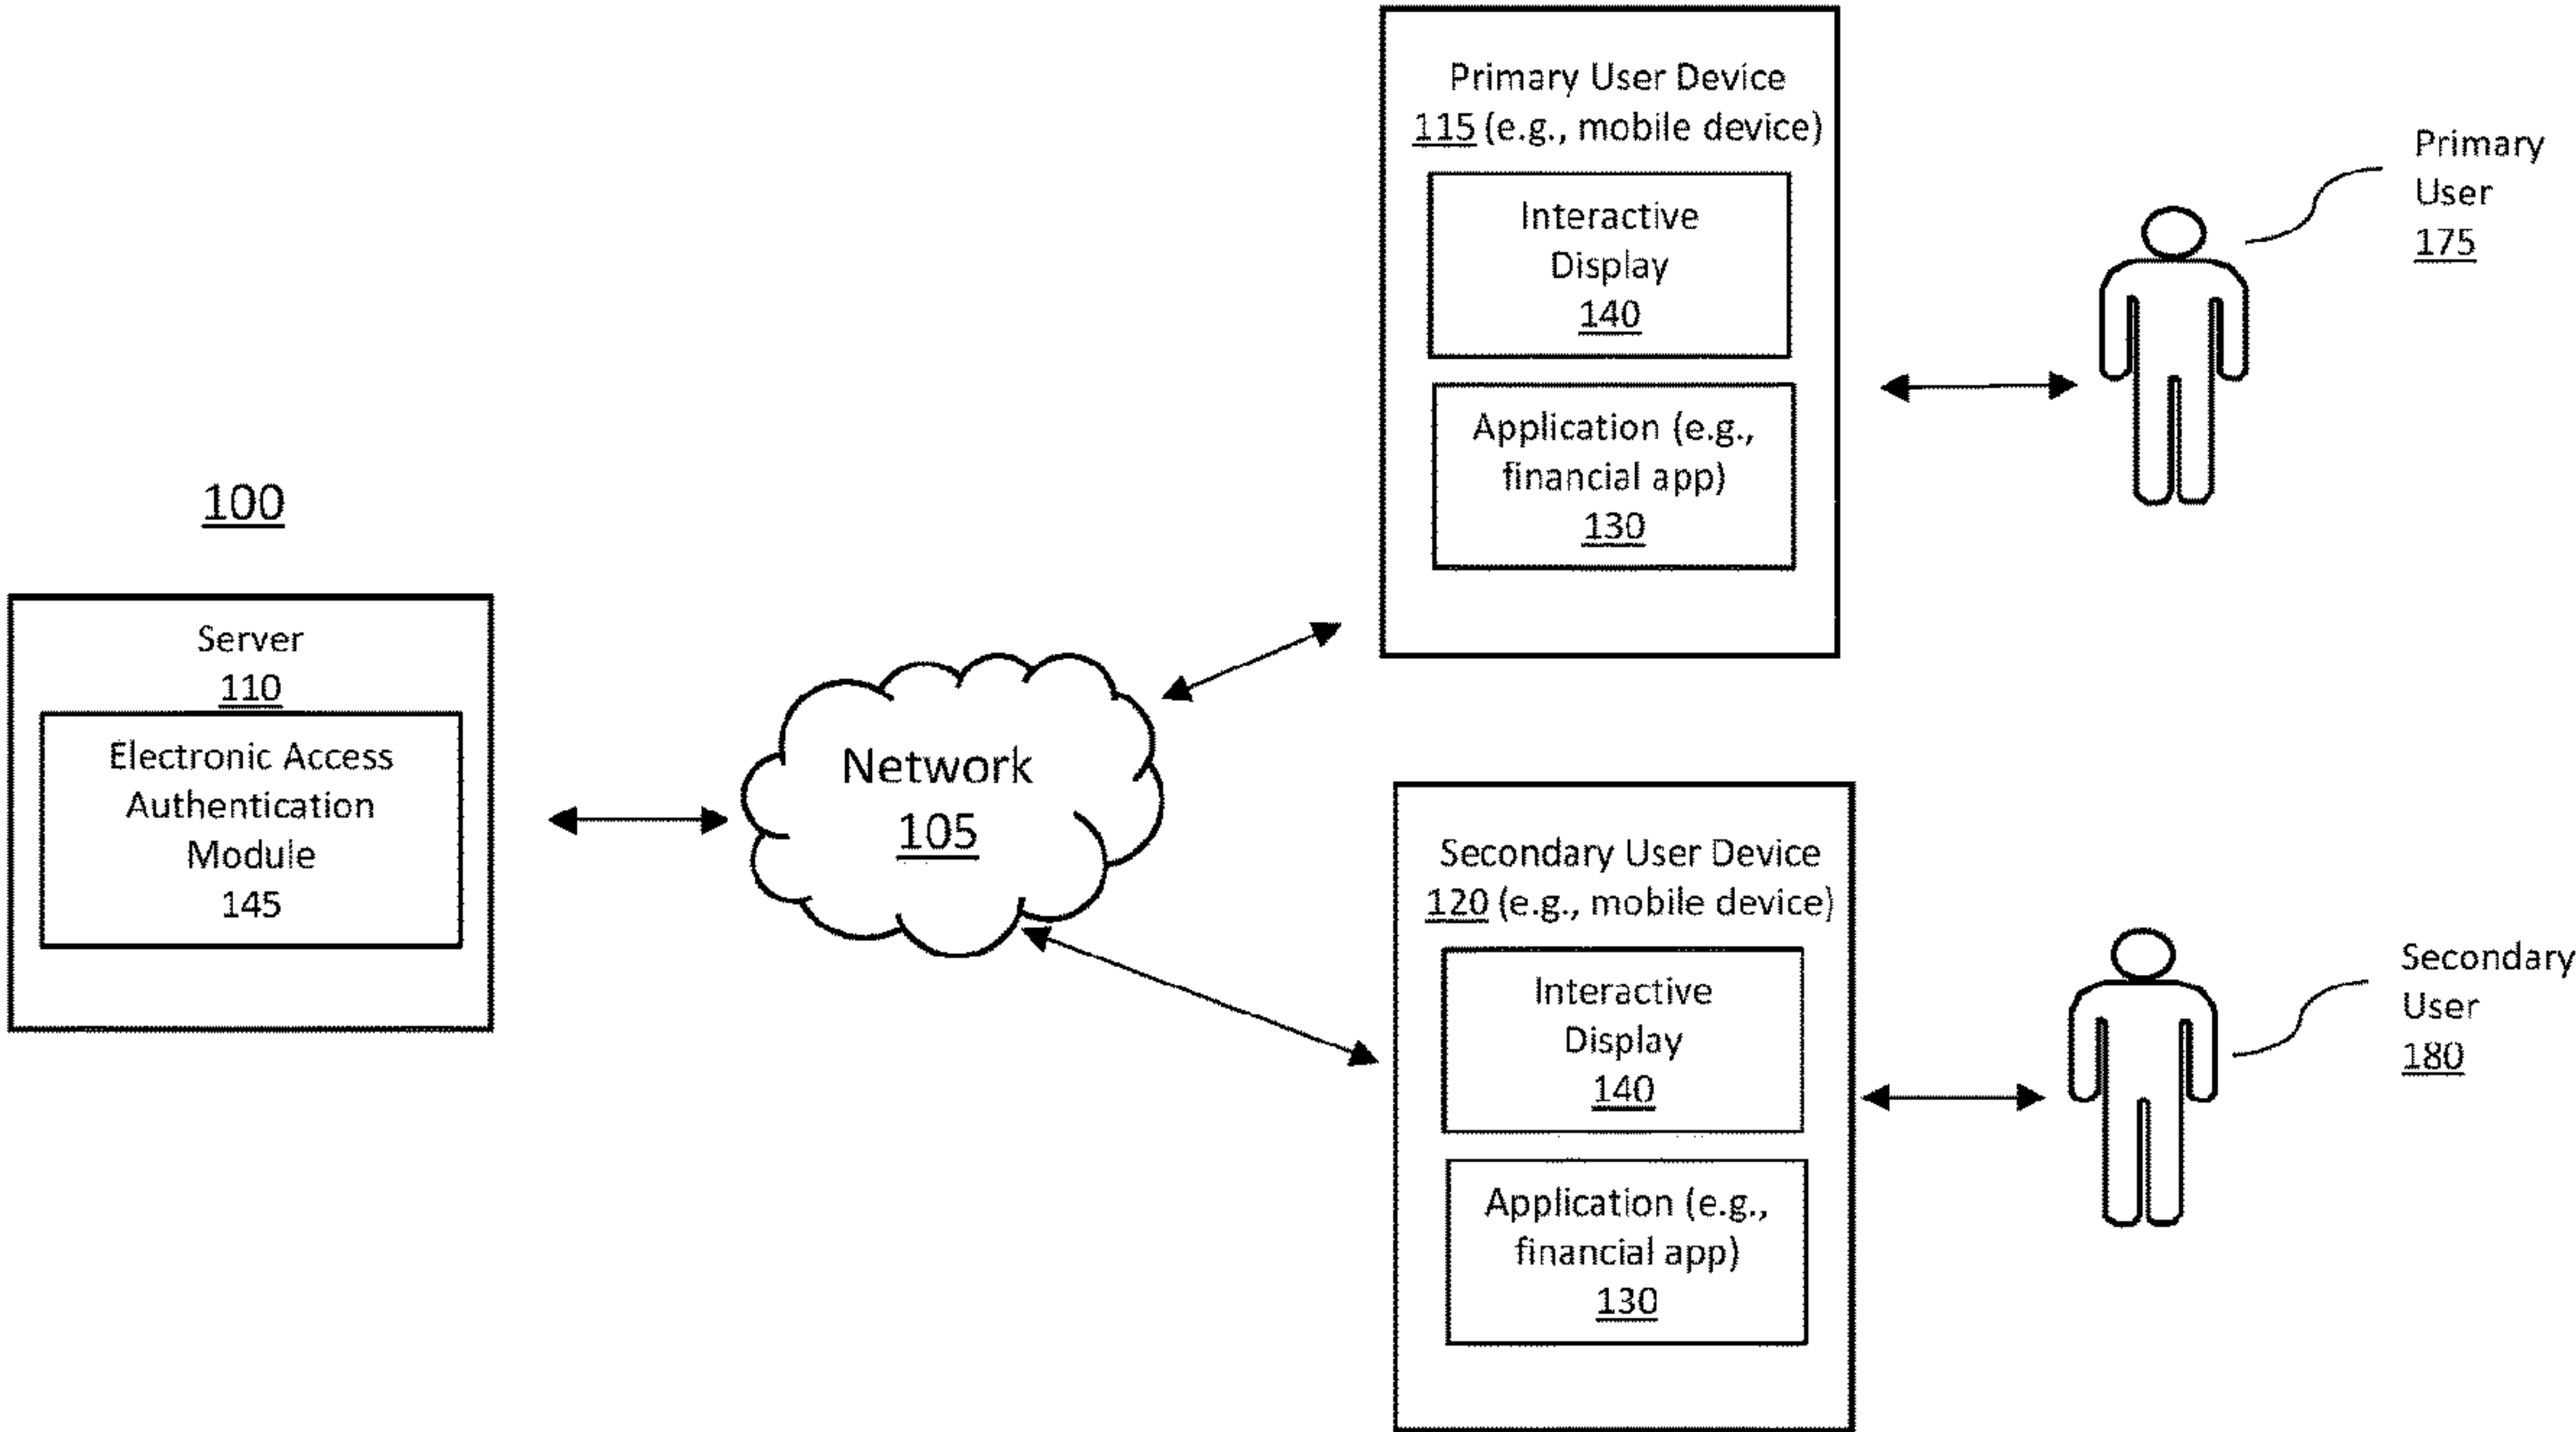 100
Server
110
Electronic Access
Authentication
Module
145
Network
105
Primary User Device
115 (e.g., mobile device)
Interactive
Display
140
Application (e.g.,
financial app)
130
Primary
User
175
Secondary User Device
120 (e.g., mobile device)
Interactive
Display
140
Application (e.g.,
financial app)
130
Secondary
User
180